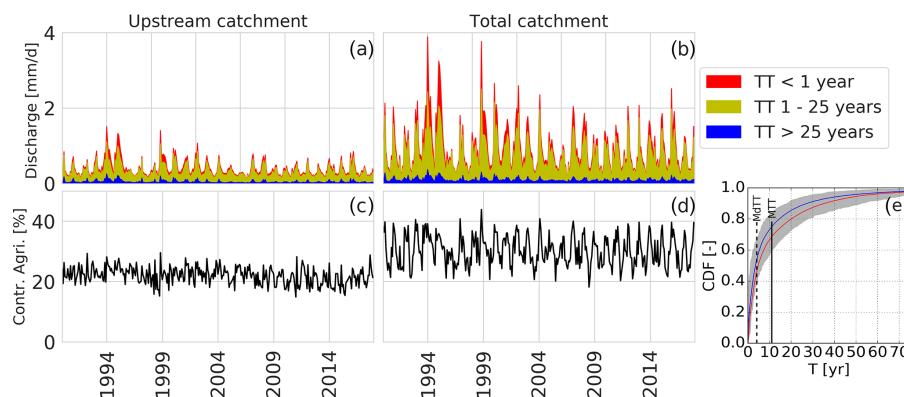 Upstream catchment
Total catchment
Discharge [mm/d]
4
2
0
(a)
(b)
TT < 1 year
TT 1 - 25 years
TT > 25 years
Contr. Agri. [%]
40
20
0
(c)
(d)
1994
1999
2004
2009
2014
1994
1999
2009
2014
CDF [-]
1.0
0.8
0.6
0.4
0.2
0.0
MdTT
MTT
(e
0 10 20 30 40 50 60 70
T [yr]